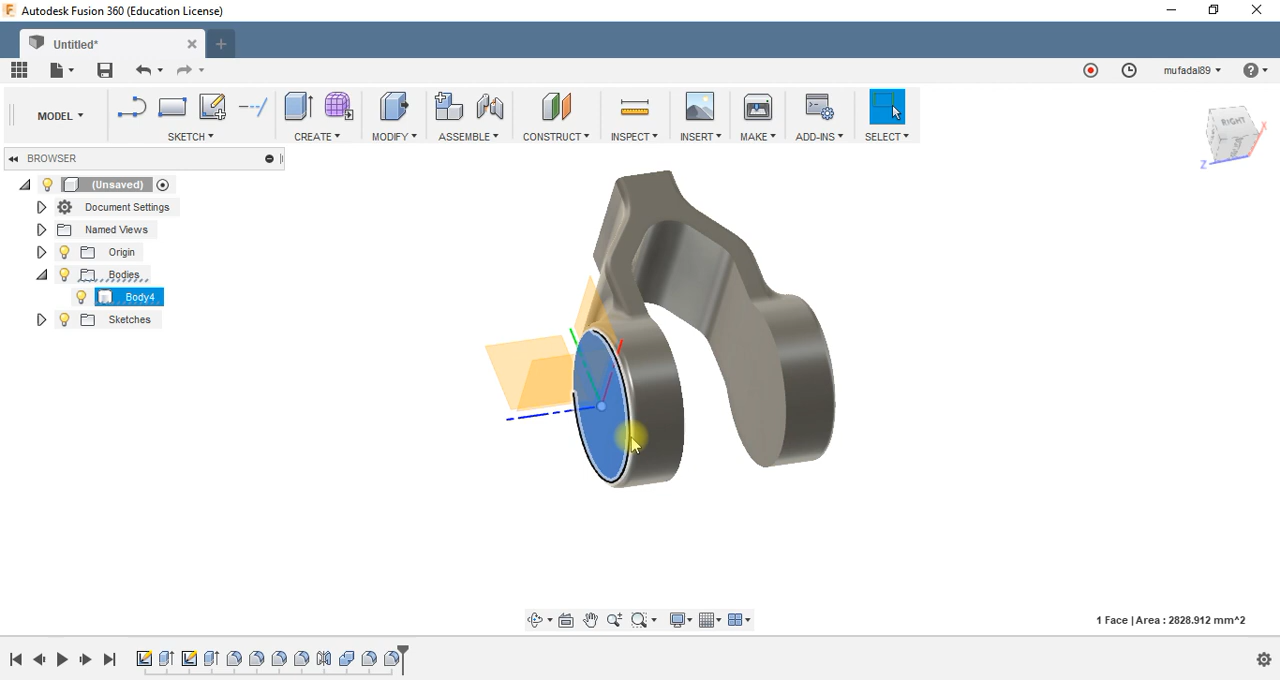 Autodesk Fusion 360 (Education License)
Untitled*
mufadal89
MODEL
SKETCH
CREATE
MODIFY
ASSEMBLE
CONSTRUCT
INSPECT
INSERT
MAKE
ADD-INS
SELECT
RIGHT
X
Z
BROWSER
(Unsaved)
Document Settings
Named Views
Origin
Bodies
Body4
Sketches
1 Face | Area : 2828.912 mm^2